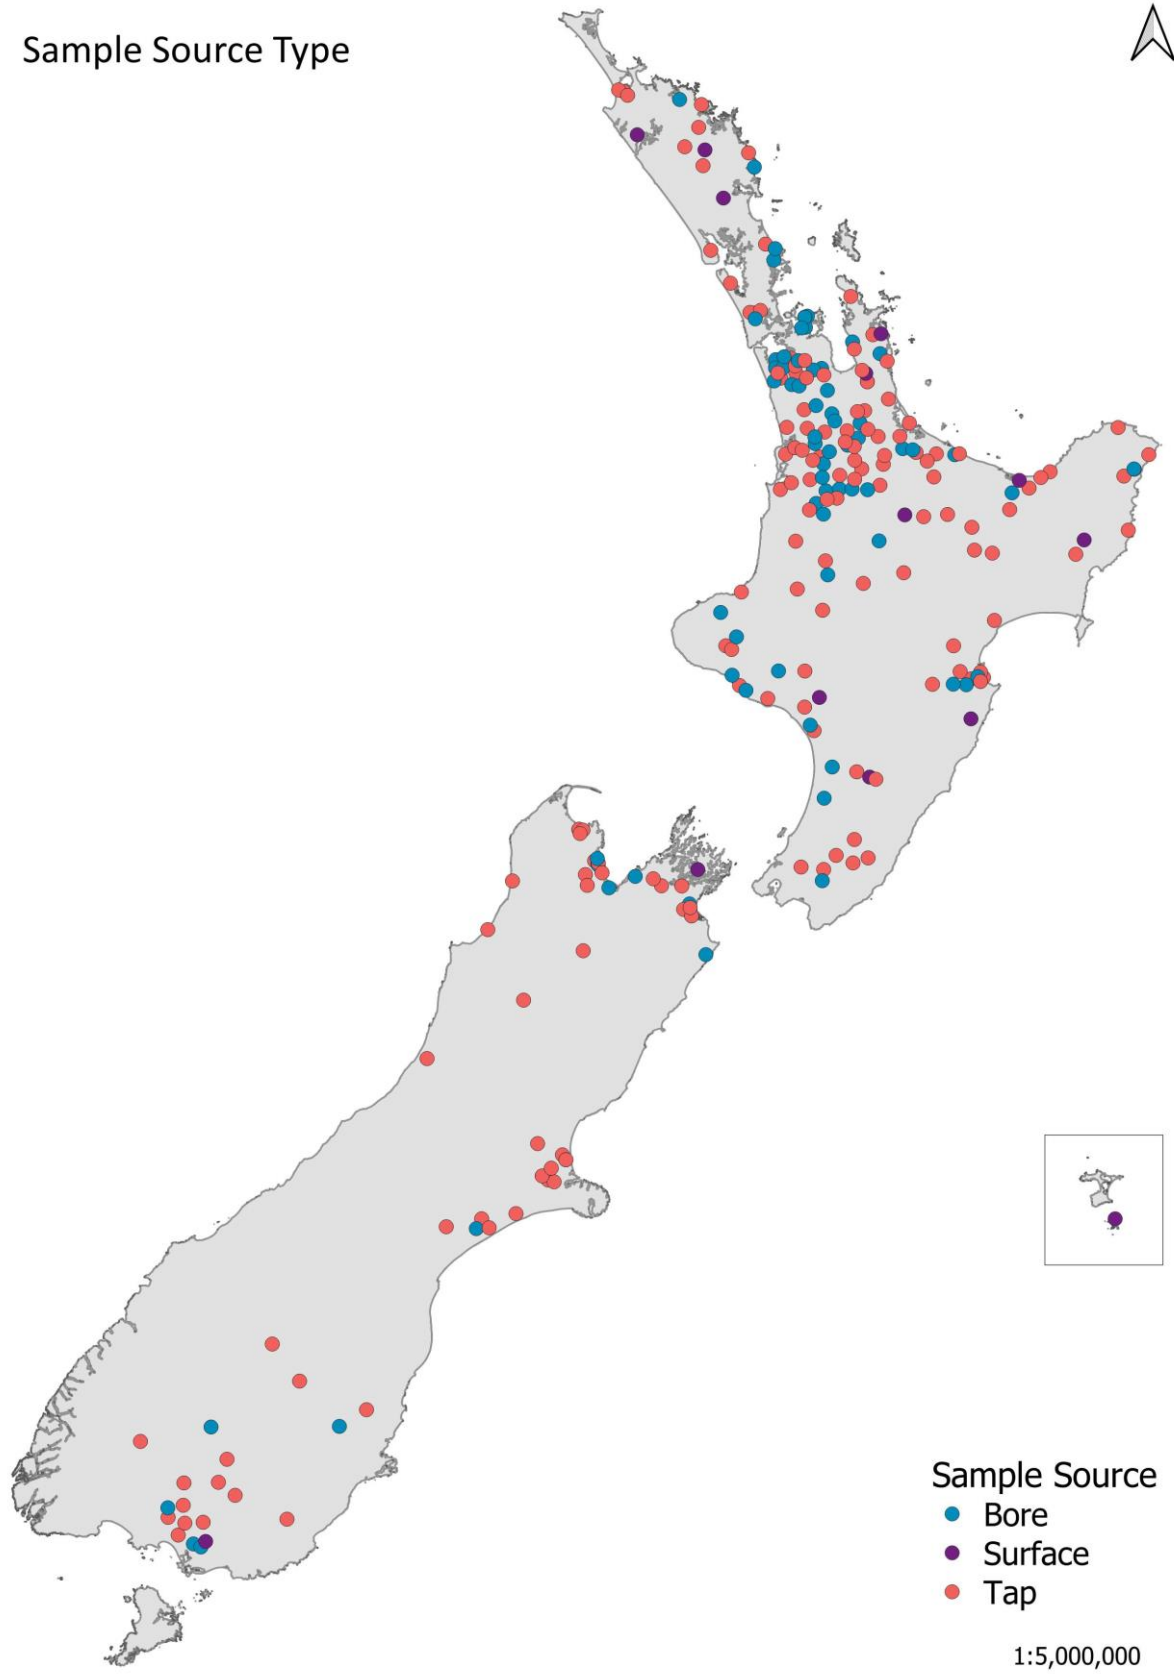 Sample Source Type
Sample Source
Bore
Surface
Tap
1:5,000,000